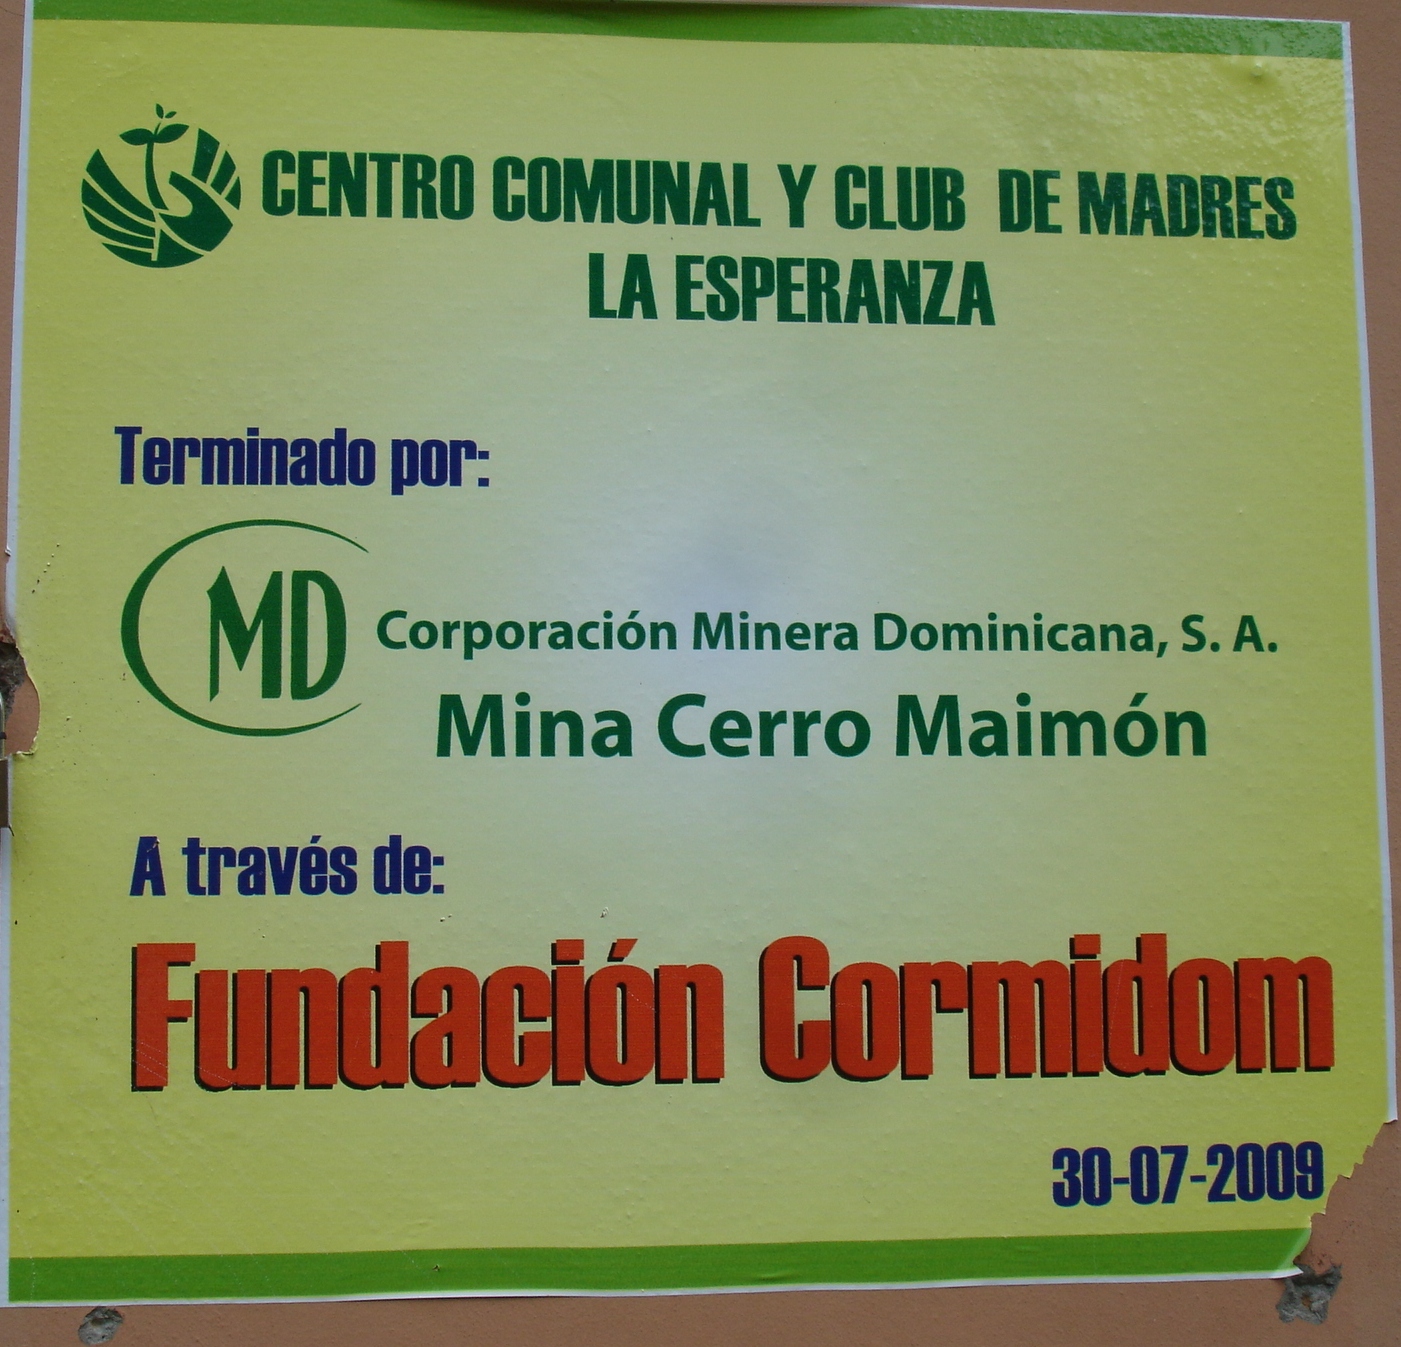 CENTRO COMUNAL Y CLUB DE MADRES
LA ESPERANZA
Terminado por:
CMD
Corporación Minera Dominicana, S. A.
Mina Cerro Maimón
A través de:
Fundación Cormidom
30-07-2009